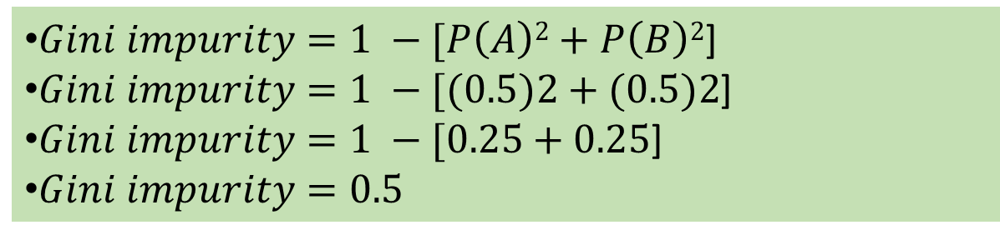 •Gini impurity = 1 − [P(A)² + P(B)²]
•Gini impurity = 1 − [(0.5)2 + (0.5)2]
•Gini impurity = 1 − [0.25 + 0.25]
•Gini impurity = 0.5